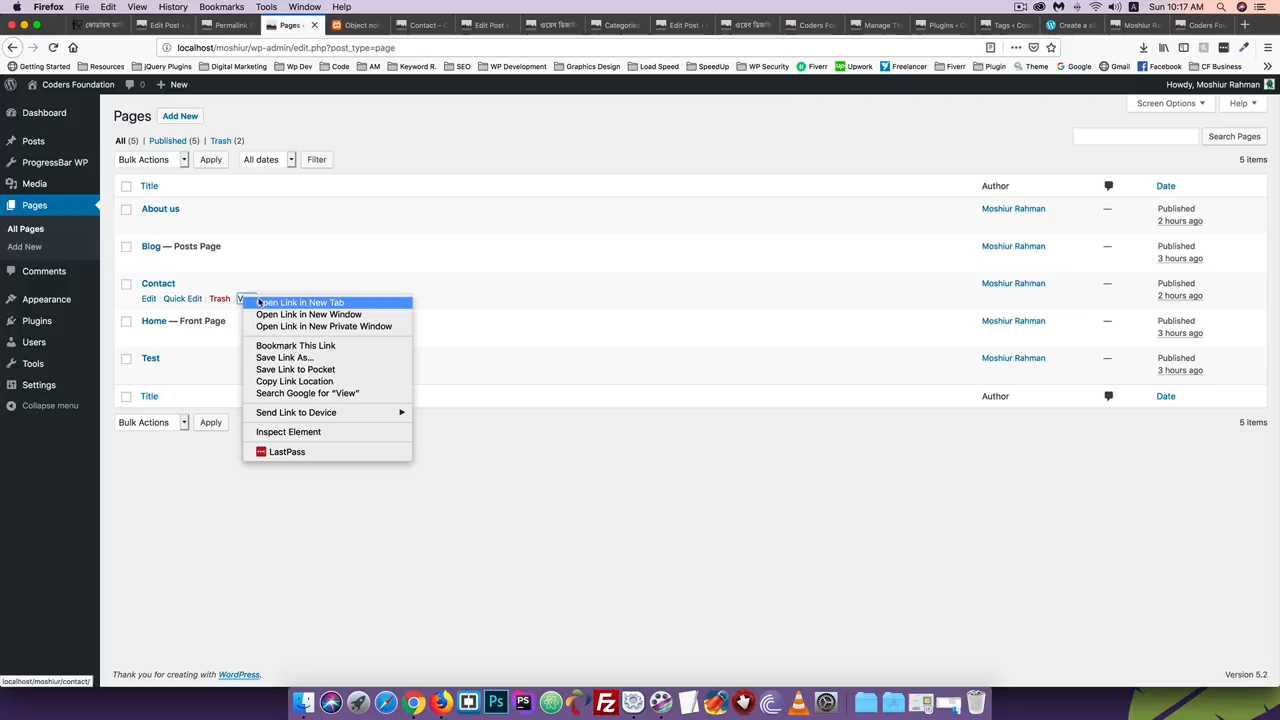 Firefox File Edit View History Bookmarks Tools Window Help Sun 10:17 AM
Edit Post Permalink Pages Object not Contact – C Edit Post Categories Edit Post Coders Fou Manage Th Plugins ‹ C Tags ‹ Cod Create a s Moshiur R Coders Fou
localhost/moshiur/wp-admin/edit.php?post_type=page
Getting Started Resources jQuery Plugins Digital Marketing Wp Dev Code AM Keyword R. SEO WP Development Graphics Design Load Speed WP Security Fiverr Upwork Freelancer Fiverr Plugin Theme Google Gmail Facebook CF Business
Coders Foundation 0 New Howdy, Moshiur Rahman
Dashboard
Posts
ProgressBar WP
Media
Pages
All Pages
Add New
Comments
Appearance
Plugins
Users
Tools
Settings
Collapse menu
Screen Options Help
Pages Add New
All (5) | Published (5) | Trash (2)
Search Pages
Bulk Actions Apply All dates Filter 5 items
Title Author Date
About us Moshiur Rahman — Published
2 hours ago
Blog — Posts Page Moshiur Rahman — Published
3 hours ago
Contact Moshiur Rahman — Published
2 hours ago
Edit | Quick Edit | Trash | V
Home — Front Page Moshiur Rahman — Published
3 hours ago
Test Moshiur Rahman — Published
3 hours ago
Title Author Date
Bulk Actions Apply 5 items
Open Link in New Tab
Open Link in New Window
Open Link in New Private Window
Bookmark This Link
Save Link As...
Save Link to Pocket
Copy Link Location
Search Google for “View”
Send Link to Device
Inspect Element
LastPass
Thank you for creating with WordPress. Version 5.2
localhost/moshiur/contact/